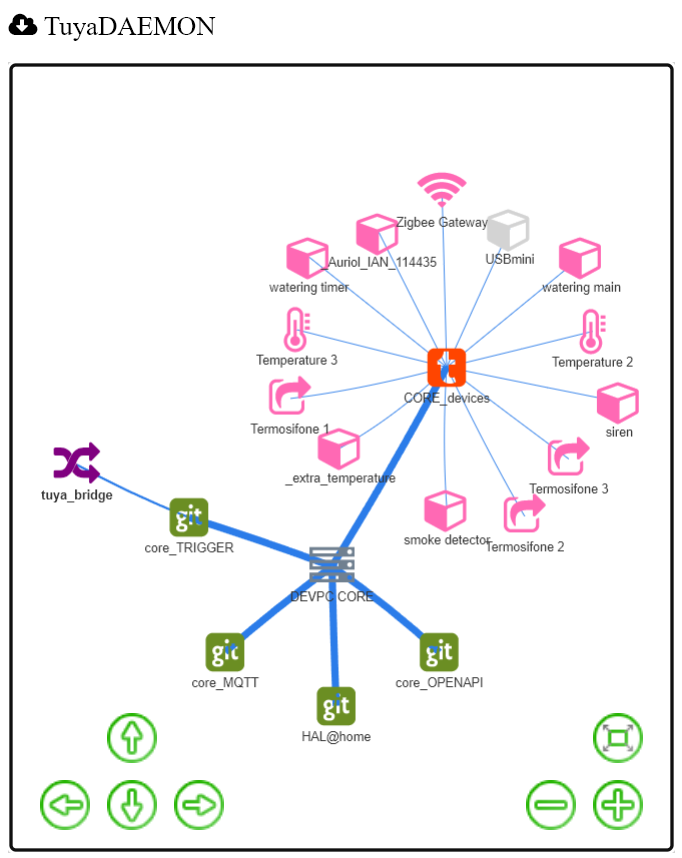 TuyaDAEMON
Zigbee Gateway
_Auriol_IAN_114435
USBmini
watering timer
watering main
Temperature 3
Temperature 2
t
CORE_devices
Termosifone 1
siren
_extra_temperature
Termosifone 3
tuya_bridge
git
core_TRIGGER
smoke detector
Termosifone 2
DEVPC CORE
git
core_MQTT
git
core_OPENAPI
git
HAL@home